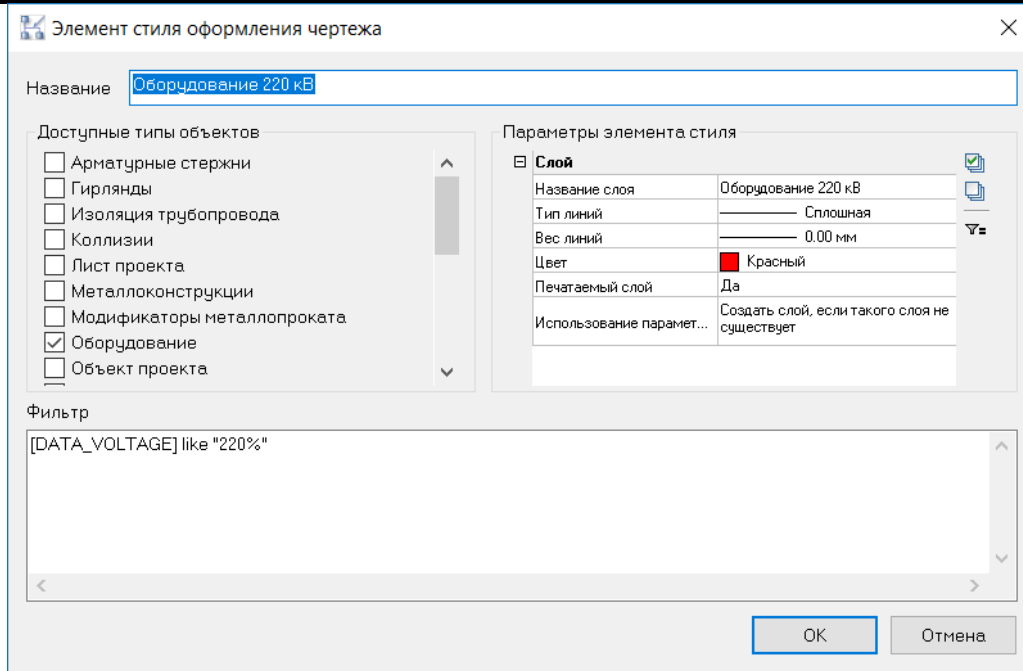 Элемент стиля оформления чертежа
Название
Оборудование 220 кВ
Доступные типы объектов
Арматурные стержни
Гирлянды
Изоляция трубопровода
Коллизии
Лист проекта
Металлоконструкции
Модификаторы металлопроката
Оборудование
Объект проекта
Параметры элемента стиля
Слой
Название слоя Оборудование 220 кВ
Тип линий Сплошная
Вес линий 0.00 мм
Цвет Красный
Печатаемый слой Да
Использование парамет... Создать слой, если такого слоя не
существует
Фильтр
[DATA_VOLTAGE] like "220%"
OK Отмена